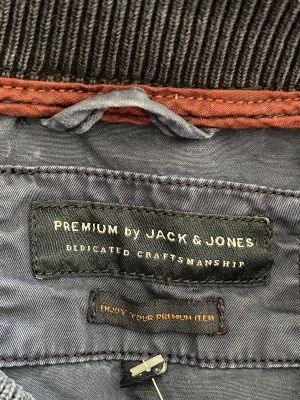 PREMIUM by JACK & JONES
DEDICATED CRAFTSMANSHIP
ENJOY YOUR PREMIUM ITEM